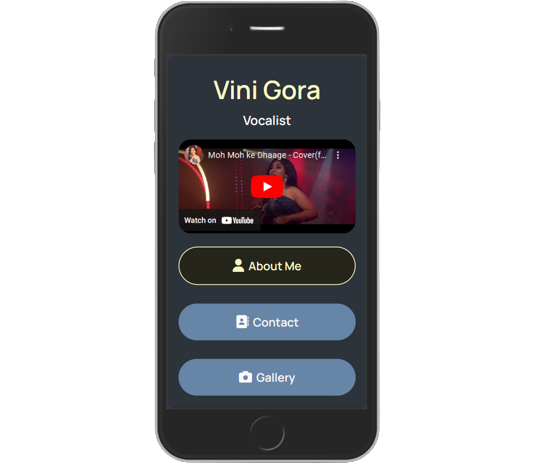 Vini Gora
Vocalist
Moh Moh ke Dhaage - Cover(f...
Watch on YouTube
About Me
Contact
Gallery